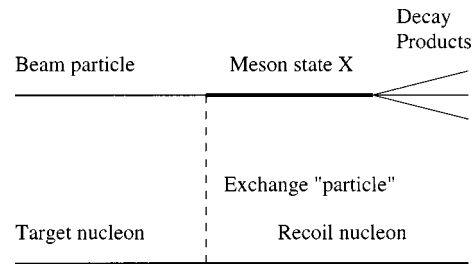 Decay
Products
Beam particle
Meson state X
Exchange "particle"
Target nucleon
Recoil nucleon